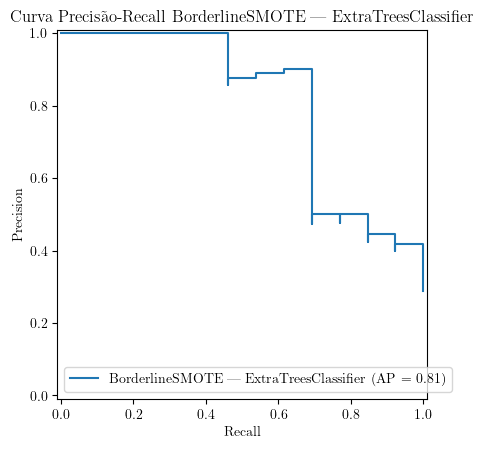 Curva Precisão-Recall BorderlineSMOTE — ExtraTreesClassifier
1.0
0.8
0.6
0.4
0.2
0.0
Precision
BorderlineSMOTE — ExtraTreesClassifier (AP = 0.81)
0.0 0.2 0.4 0.6 0.8 1.0
Recall